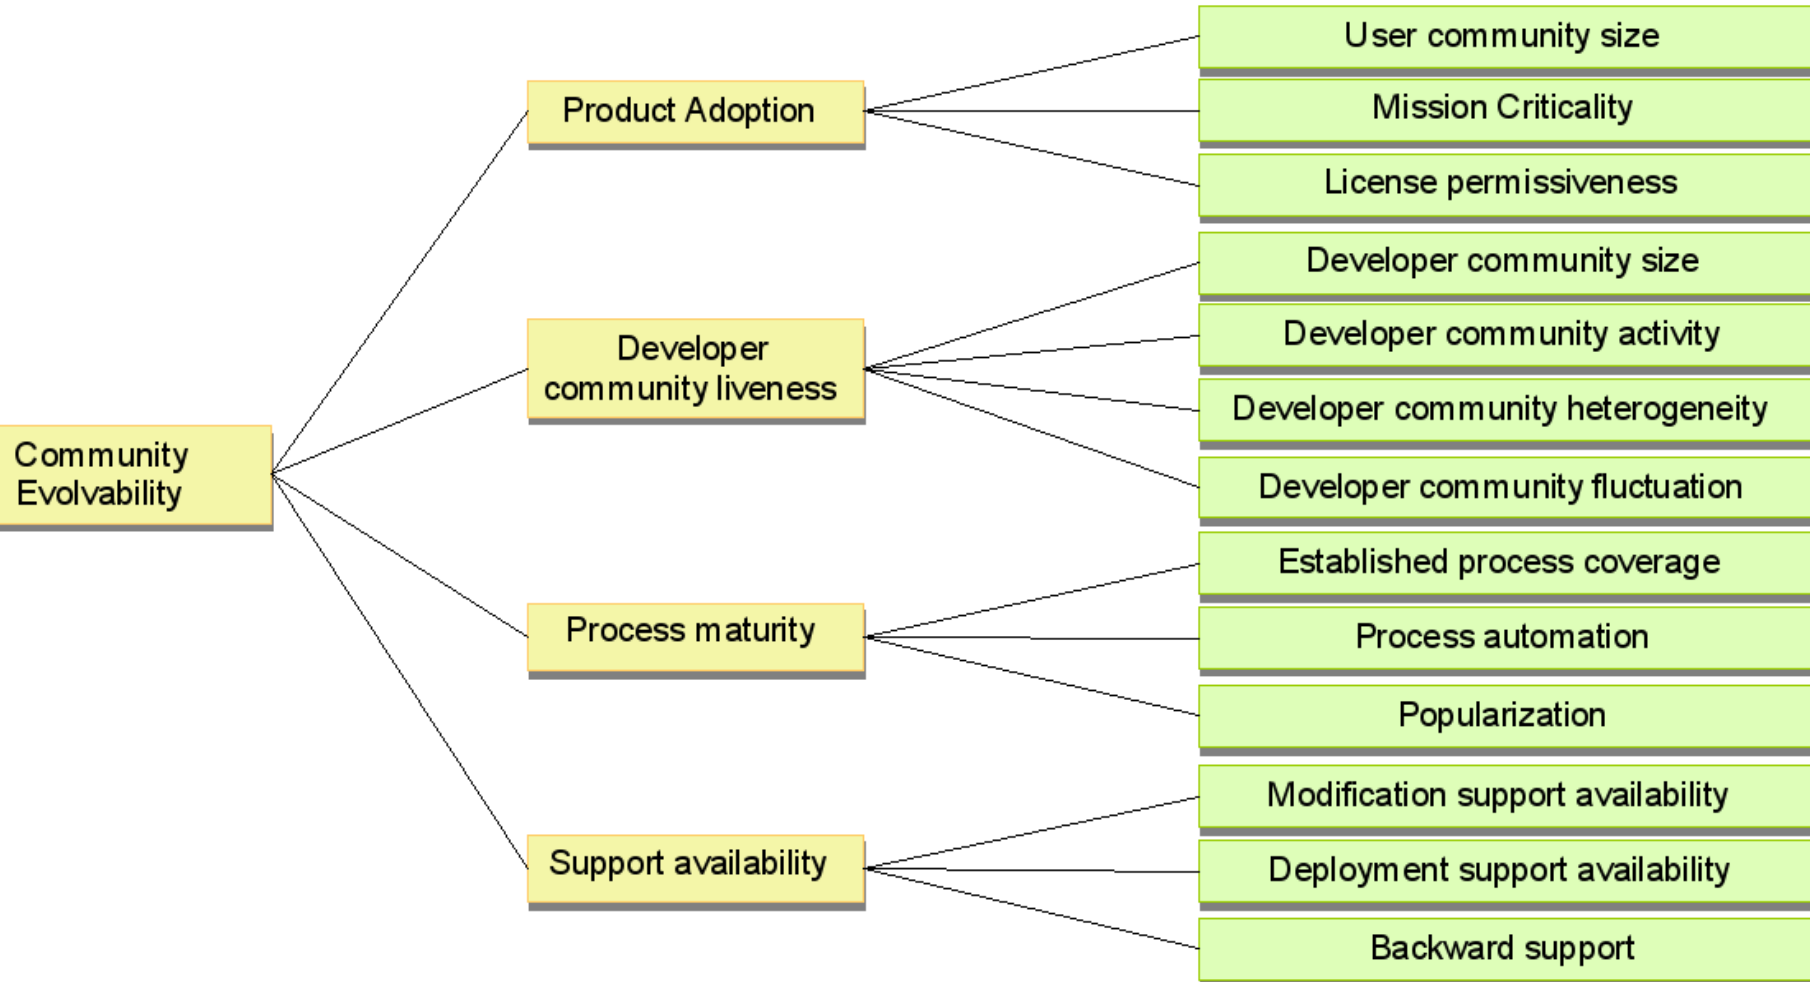 User community size
Product Adoption
Mission Criticality
License permissiveness
Developer community size
Developer
community liveness
Developer community activity
Developer community heterogeneity
Developer community fluctuation
Community
Evolvability
Established process coverage
Process maturity
Process automation
Popularization
Modification support availability
Support availability
Deployment support availability
Backward support